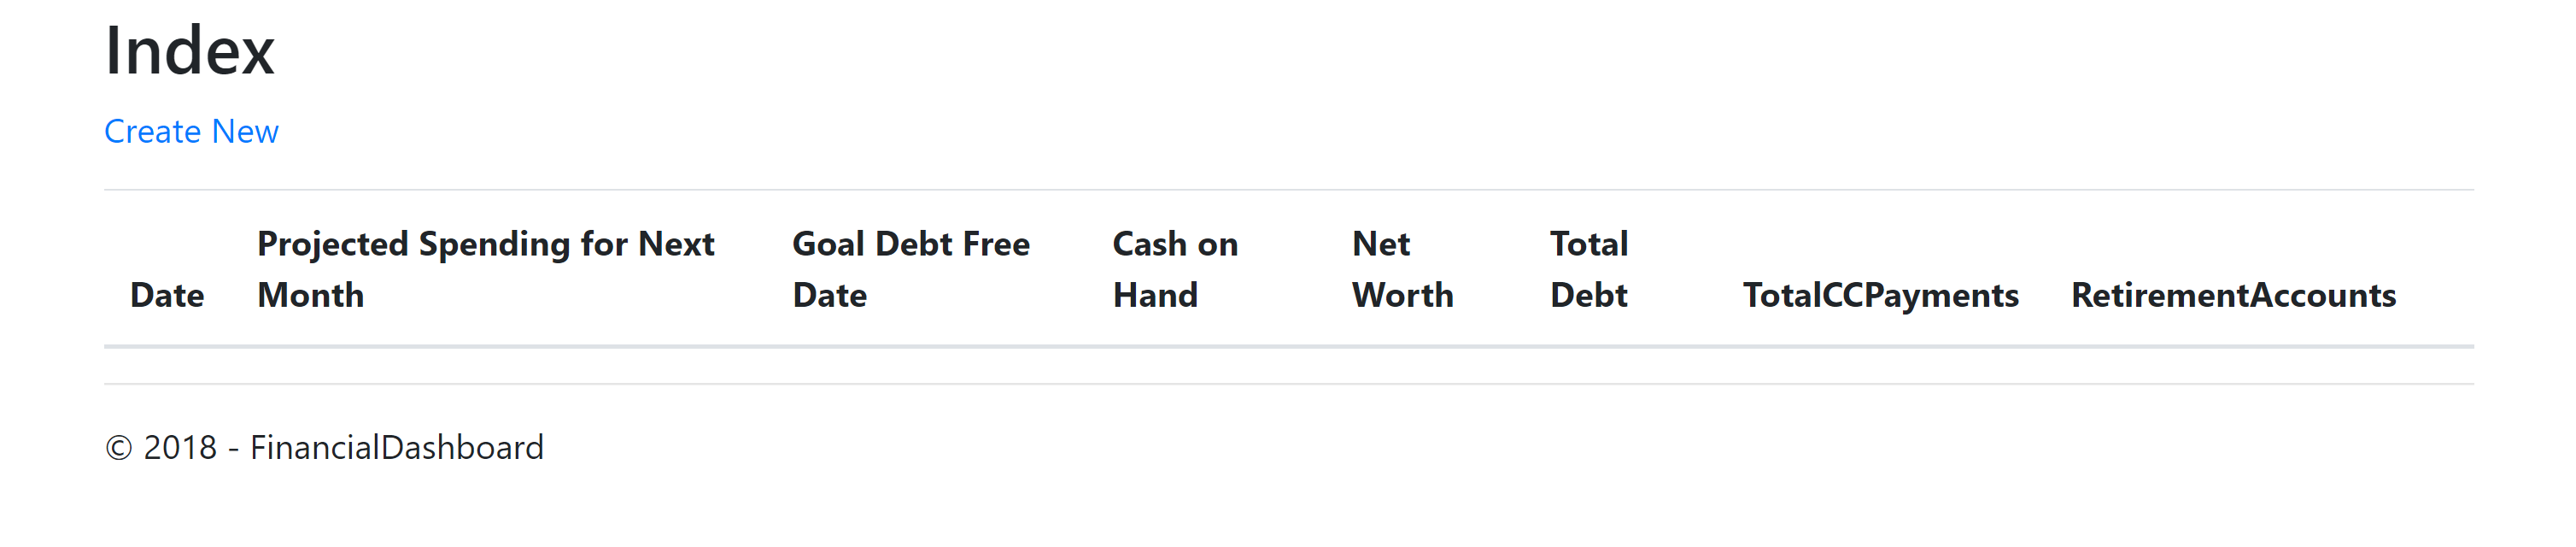 Index
Create New
Date Projected Spending for Next Month Goal Debt Free Date Cash on Hand Net Worth Total Debt TotalCCPayments RetirementAccounts
© 2018 - FinancialDashboard